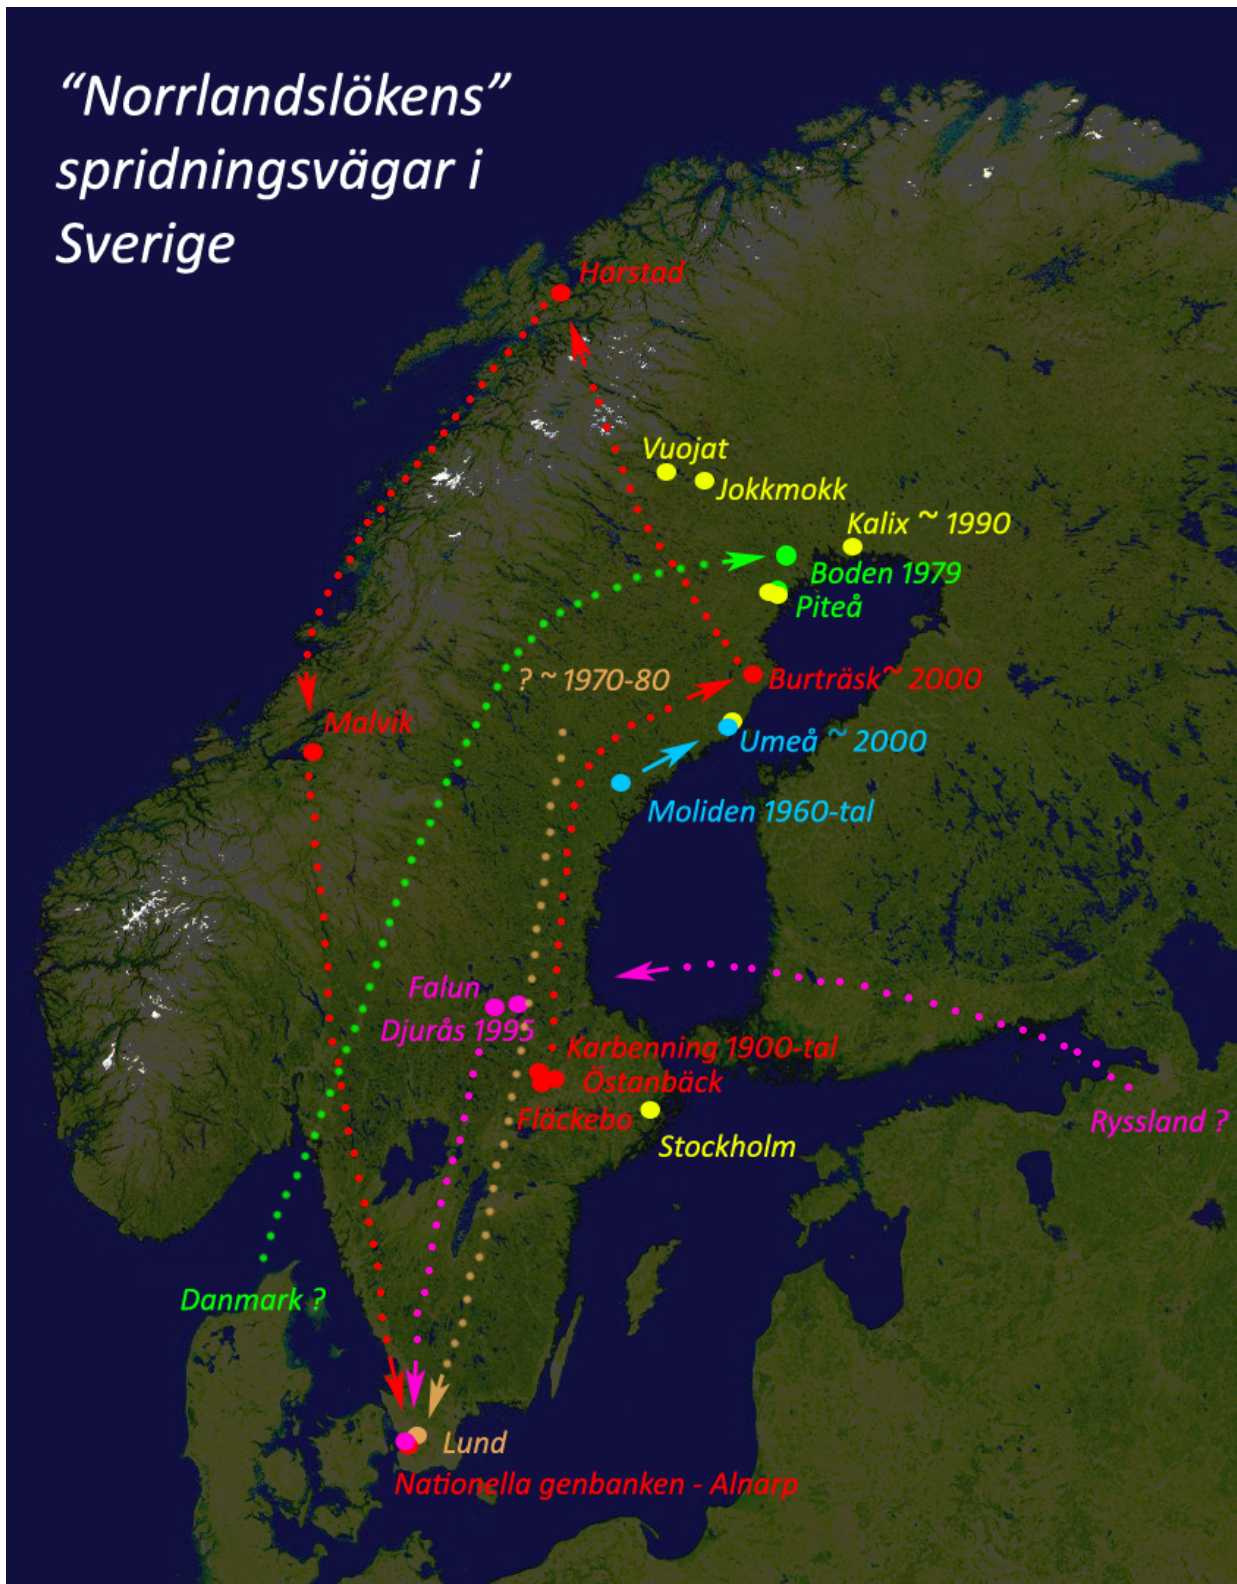 “Norrlandslökens”
spridningsvägar i
Sverige
Harstad
Vuojat
Jokkmokk
Kalix ~ 1990
Boden 1979
Piteå
? ~ 1970-80
Burträsk~ 2000
Malvik
Umeå ~ 2000
Moliden 1960-tal
Falun
Djurås 1995
Karbenning 1900-tal
Östanbäck
Fläckebo
Ryssland ?
Stockholm
Danmark ?
Lund
Nationella genbanken - Alnarp